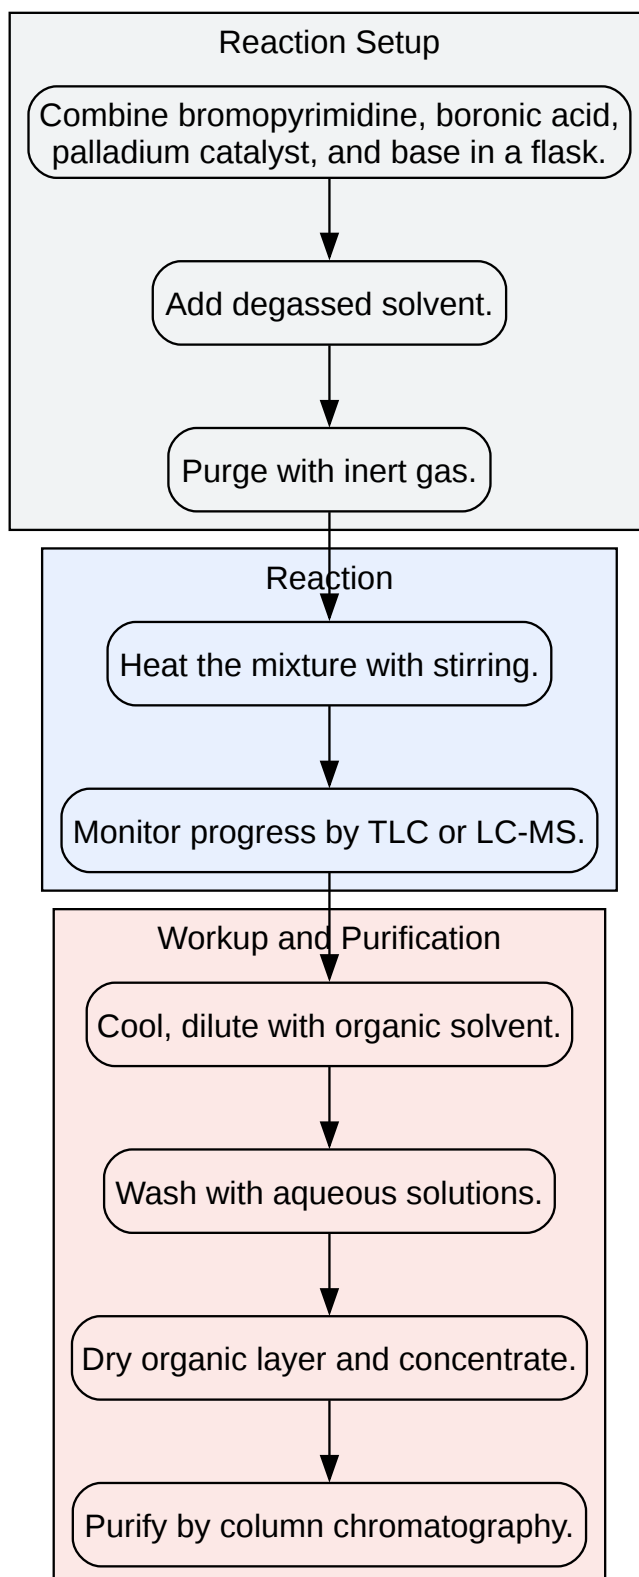 Reaction Setup
Combine bromopyrimidine, boronic acid,
palladium catalyst, and base in a flask.
Add degassed solvent.
Purge with inert gas.
Reaction
Heat the mixture with stirring.
Monitor progress by TLC or LC-MS.
Workup and Purification
Cool, dilute with organic solvent.
Wash with aqueous solutions.
Dry organic layer and concentrate.
Purify by column chromatography.